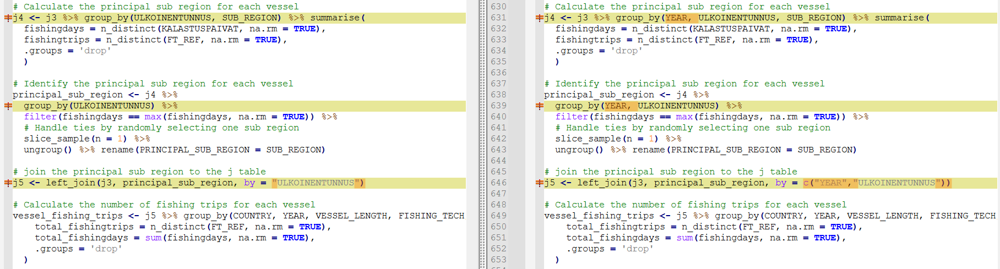 # Calculate the principal sub region for each vessel
j4 <- j3 %>% group_by(ULKOINENTUNNUS, SUB_REGION) %>% summarise(
  fishingdays = n_distinct(KALASTUSPAIVAT, na.rm = TRUE),
  fishingtrips = n_distinct(FT_REF, na.rm = TRUE),
  .groups = 'drop'
  )
# Identify the principal sub region for each vessel
principal_sub_region <- j4 %>%
  group_by(ULKOINENTUNNUS) %>%
  filter(fishingdays == max(fishingdays, na.rm = TRUE)) %>%
  # Handle ties by randomly selecting one sub region
  slice_sample(n = 1) %>%
  ungroup() %>% rename(PRINCIPAL_SUB_REGION = SUB_REGION)
# join the principal sub region to the j table
j5 <- left_join(j3, principal_sub_region, by = "ULKOINENTUNNUS")
# Calculate the number of fishing trips for each vessel
vessel_fishing_trips <- j5 %>% group_by(COUNTRY, YEAR, VESSEL_LENGTH, FISHING_TECH
    total_fishingtrips = n_distinct(FT_REF, na.rm = TRUE),
    total_fishingdays = sum(fishingdays, na.rm = TRUE),
    .groups = 'drop'
  )
630 # Calculate the principal sub region for each vessel
631 j4 <- j3 %>% group_by(YEAR, ULKOINENTUNNUS, SUB_REGION) %>% summarise(
632   fishingdays = n_distinct(KALASTUSPAIVAT, na.rm = TRUE),
633   fishingtrips = n_distinct(FT_REF, na.rm = TRUE),
634   .groups = 'drop'
635   )
636
637 # Identify the principal sub region for each vessel
638 principal_sub_region <- j4 %>%
639   group_by(YEAR, ULKOINENTUNNUS) %>%
640   filter(fishingdays == max(fishingdays, na.rm = TRUE)) %>%
641   # Handle ties by randomly selecting one sub region
642   slice_sample(n = 1) %>%
643   ungroup() %>% rename(PRINCIPAL_SUB_REGION = SUB_REGION)
644
645 # join the principal sub region to the j table
646 j5 <- left_join(j3, principal_sub_region, by = c("YEAR","ULKOINENTUNNUS"))
647
648 # Calculate the number of fishing trips for each vessel
649 vessel_fishing_trips <- j5 %>% group_by(COUNTRY, YEAR, VESSEL_LENGTH, FISHING_TECH
650     total_fishingtrips = n_distinct(FT_REF, na.rm = TRUE),
651     total_fishingdays = sum(fishingdays, na.rm = TRUE),
652     .groups = 'drop'
653   )